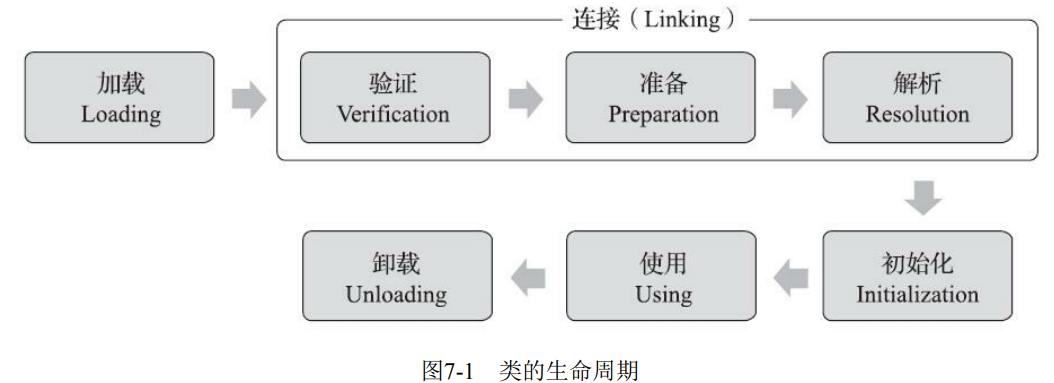 连接（Linking）
加载
Loading
验证
Verification
准备
Preparation
解析
Resolution
初始化
Initialization
使用
Using
卸载
Unloading
图7-1 类的生命周期